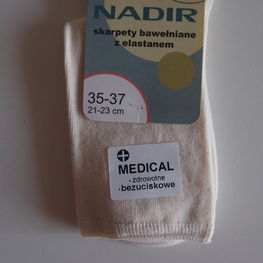 NADIR
skarpety bawełniane
z elastanem
35-37
21-23 cm
MEDICAL
- zdrowotne
- bezuciskowe